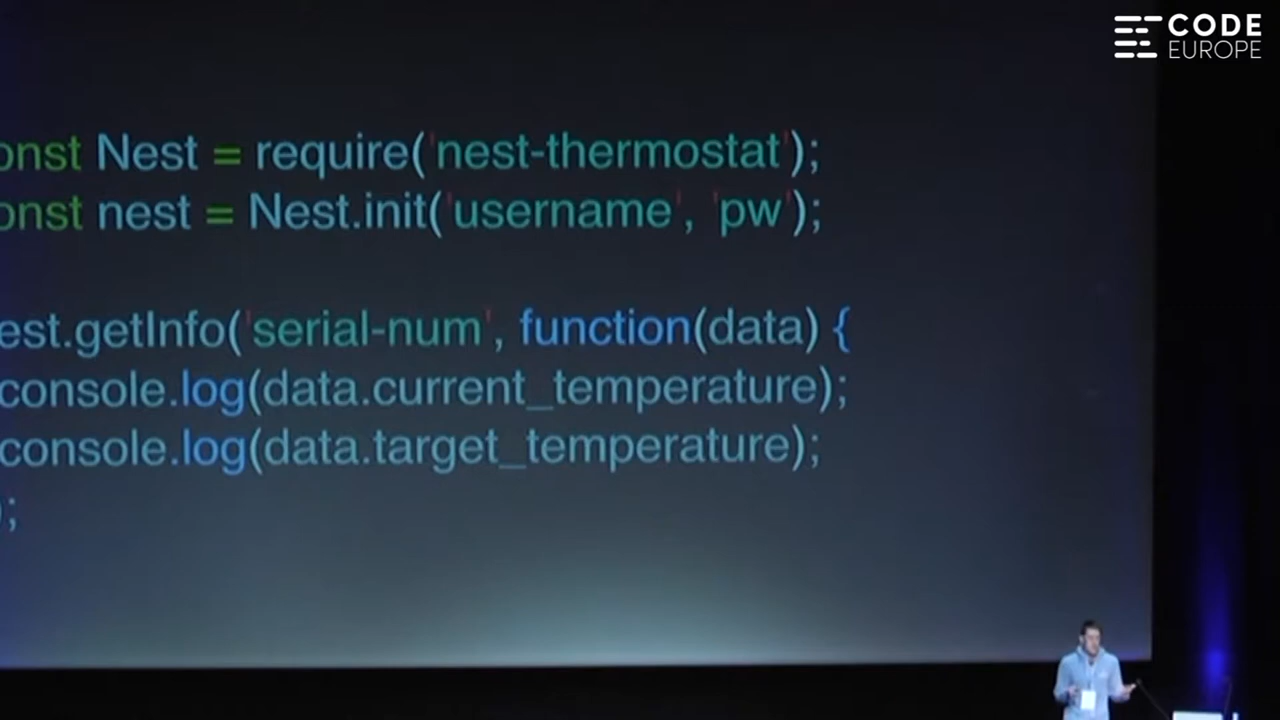 CODE
EUROPE
onst Nest = require('nest-thermostat');
onst nest = Nest.init('username', 'pw');
est.getInfo('serial-num', function(data) {
console.log(data.current_temperature);
console.log(data.target_temperature);
);